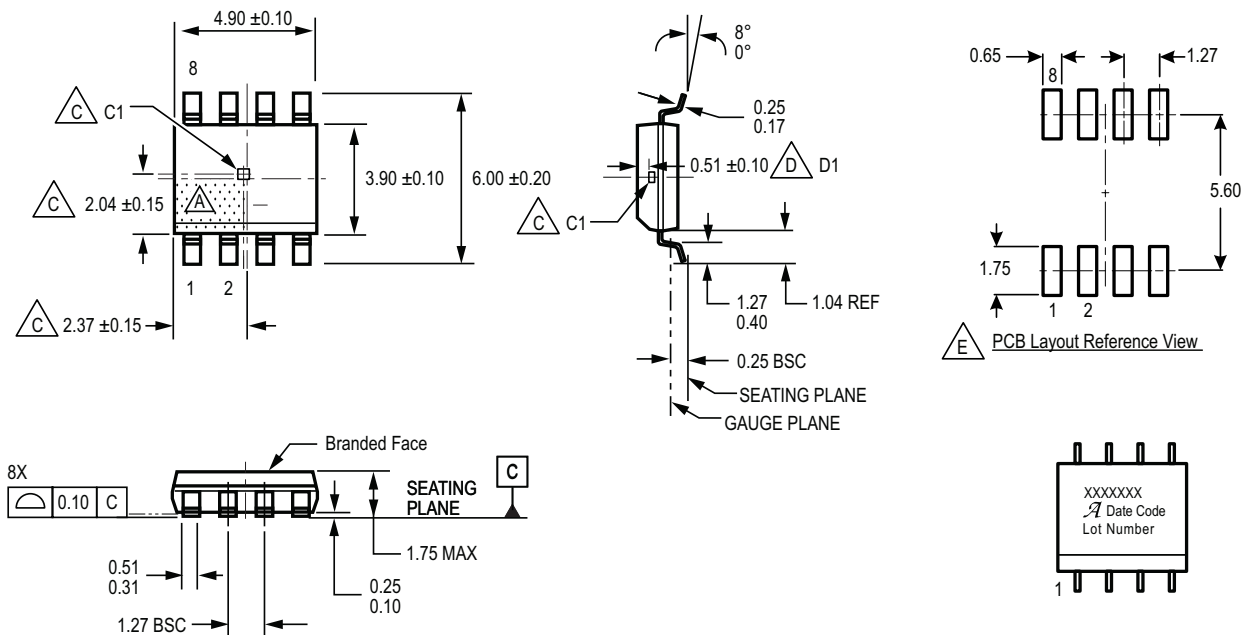 4.90 ±0.10
8
C C1
C 2.04 ±0.15
A
3.90 ±0.10
6.00 ±0.20
1 2
C 2.37 ±0.15
8°
0°
0.25
0.17
0.51 ±0.10 D D1
C C1
1.27
0.40
1.04 REF
0.25 BSC
SEATING PLANE
GAUGE PLANE
0.65
8
1.27
5.60
1.75
1 2
E PCB Layout Reference View
8X
0.10 C
Branded Face
SEATING
PLANE
C
1.75 MAX
0.51
0.31
0.25
0.10
1.27 BSC
XXXXXXX
A Date Code
Lot Number
1